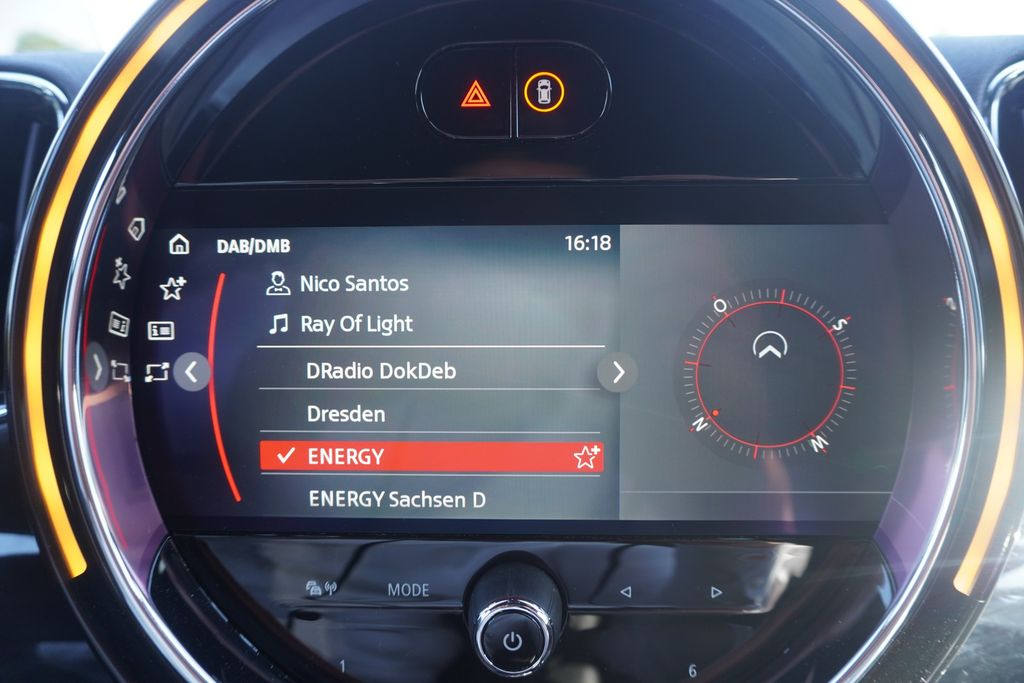 DAB/DMB 16:18
Nico Santos
Ray Of Light
DRadio DokDeb
Dresden
ENERGY
ENERGY Sachsen D
O
S
N
W
MODE
1
6